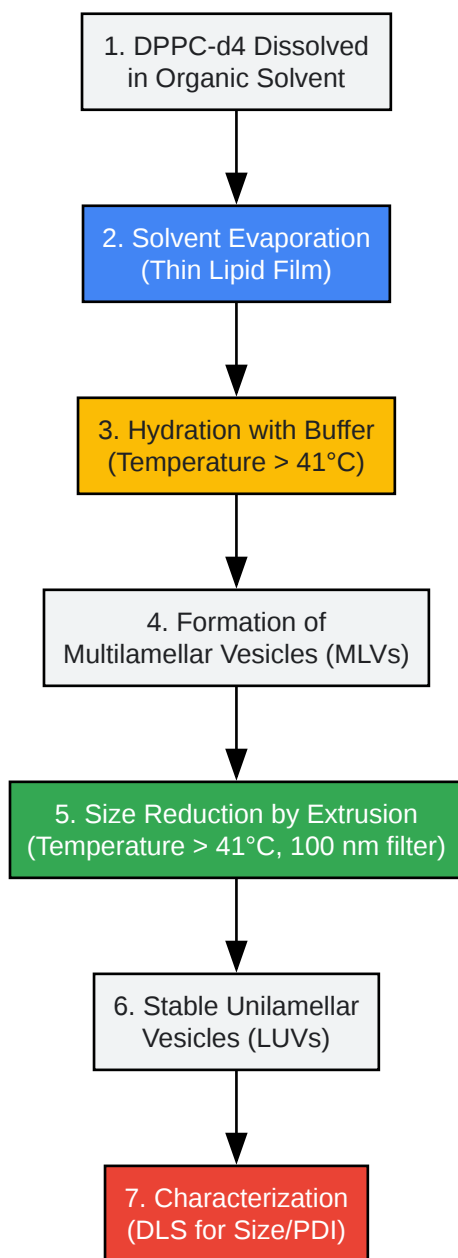 1. DPPC-d4 Dissolved
in Organic Solvent
2. Solvent Evaporation
(Thin Lipid Film)
3. Hydration with Buffer
(Temperature > 41°C)
4. Formation of
Multilamellar Vesicles (MLVs)
5. Size Reduction by Extrusion
(Temperature > 41°C, 100 nm filter)
6. Stable Unilamellar
Vesicles (LUVs)
7. Characterization
(DLS for Size/PDI)